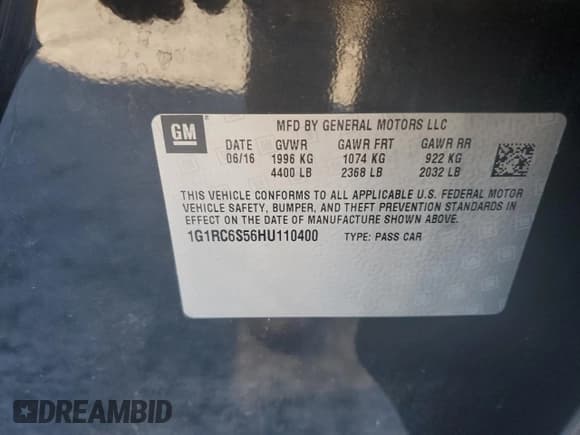 GM
MFD BY GENERAL MOTORS LLC
DATE GVWR GAWR FRT GAWR RR
06/16 1996 KG 1074 KG 922 KG
4400 LB 2368 LB 2032 LB
THIS VEHICLE CONFORMS TO ALL APPLICABLE U.S. FEDERAL MOTOR
VEHICLE SAFETY, BUMPER, AND THEFT PREVENTION STANDARDS IN
EFFECT ON THE DATE OF MANUFACTURE SHOWN ABOVE.
1G1RC6S56HU110400 TYPE: PASS CAR
DREAMBID